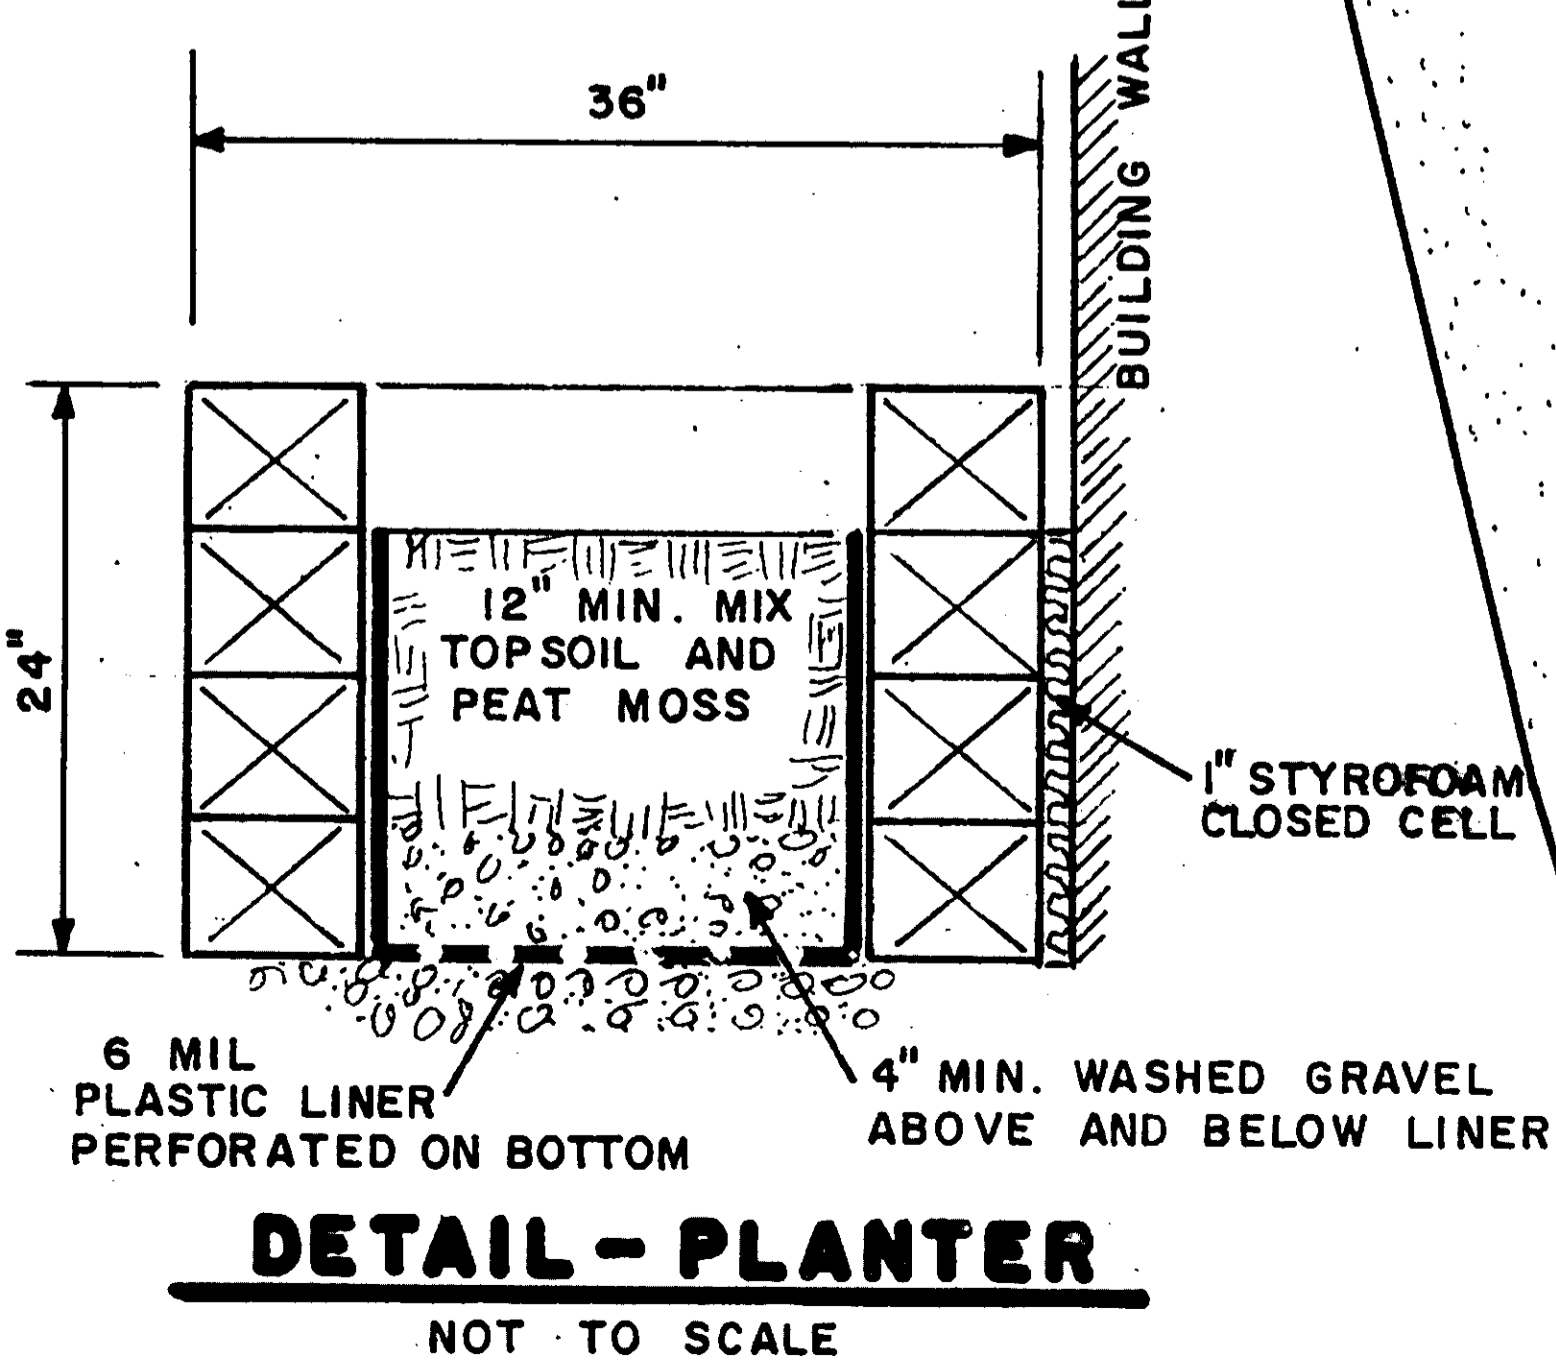 36"
BUILDING WALL
24"
12" MIN. MIX
TOPSOIL AND
PEAT MOSS
1" STYROFOAM
CLOSED CELL
6 MIL
PLASTIC LINER
PERFORATED ON BOTTOM
4" MIN. WASHED GRAVEL
ABOVE AND BELOW LINER
DETAIL - PLANTER
NOT TO SCALE